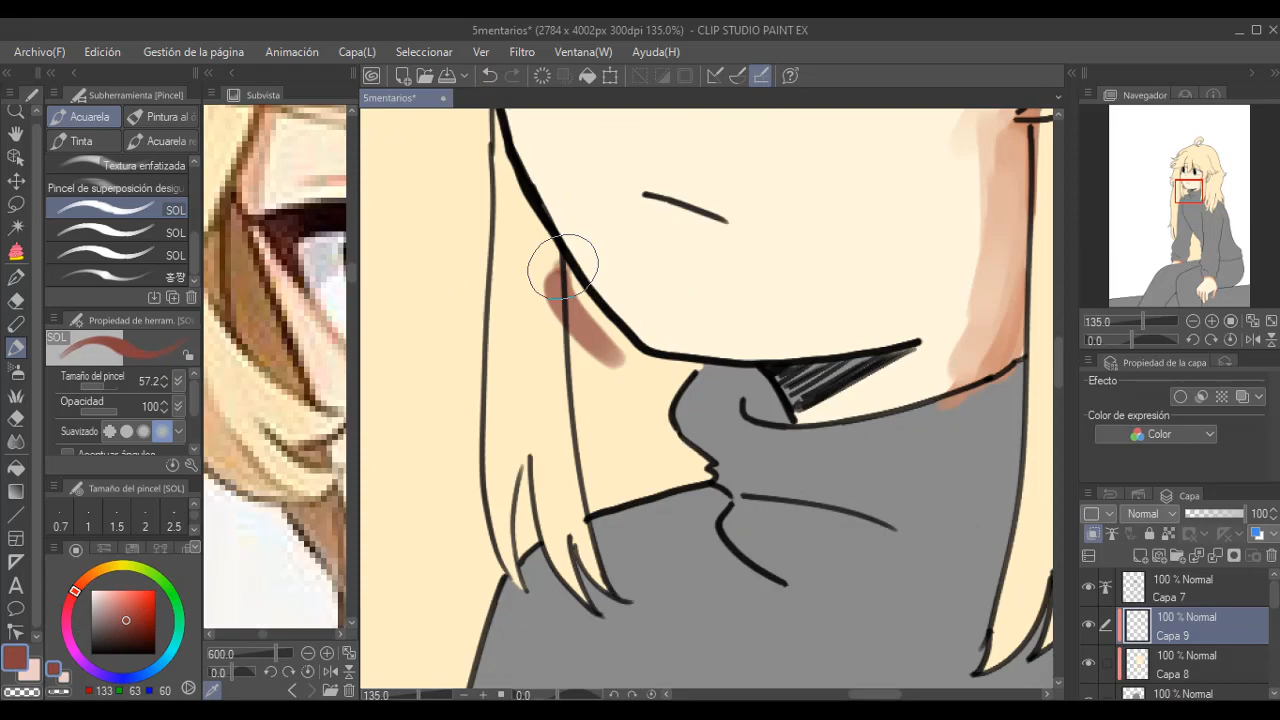 5mentarios* (2784 x 4002px 300dpi 135.0%) - CLIP STUDIO PAINT EX
Archivo(F) Edición Gestión de la página Animación Capa(L) Seleccionar Ver Filtro Ventana(W) Ayuda(H)
Subherramienta [Pincel]
Acuarela
Pintura al ó
Tinta
Acuarela re
Textura enfatizada
Pincel de superposición desigu
SOL
SOL
SOL
홍짱
Propiedad de herram. [SO
SOL
Tamaño del pincel 57.2
Opacidad 100
Suavizado
Tamaño del pincel [SOL]
0.7 1 1.5 2 2.5
133 63 60
Subvista
600.0
0.0
5mentarios*
135.0 0.0
Navegador
135.0
0.0
Propiedad de la capa
Efecto
Color de expresión
Color
Capa
Normal 100
100 % Normal
Capa 7
100 % Normal
Capa 9
100 % Normal
Capa 8
100 % Normal